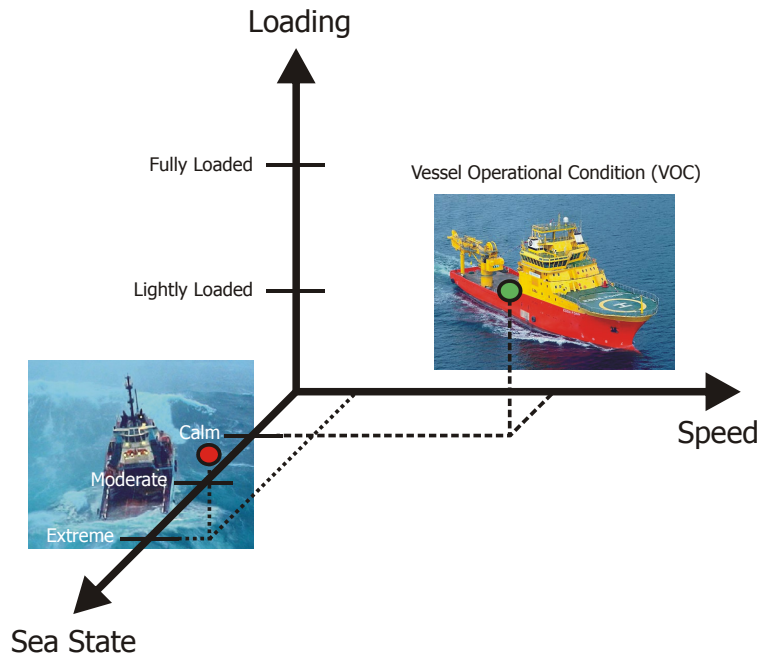 Loading
Fully Loaded
Vessel Operational Condition (VOC)
Lightly Loaded
H
Calm
Speed
Moderate
Extreme
Sea State